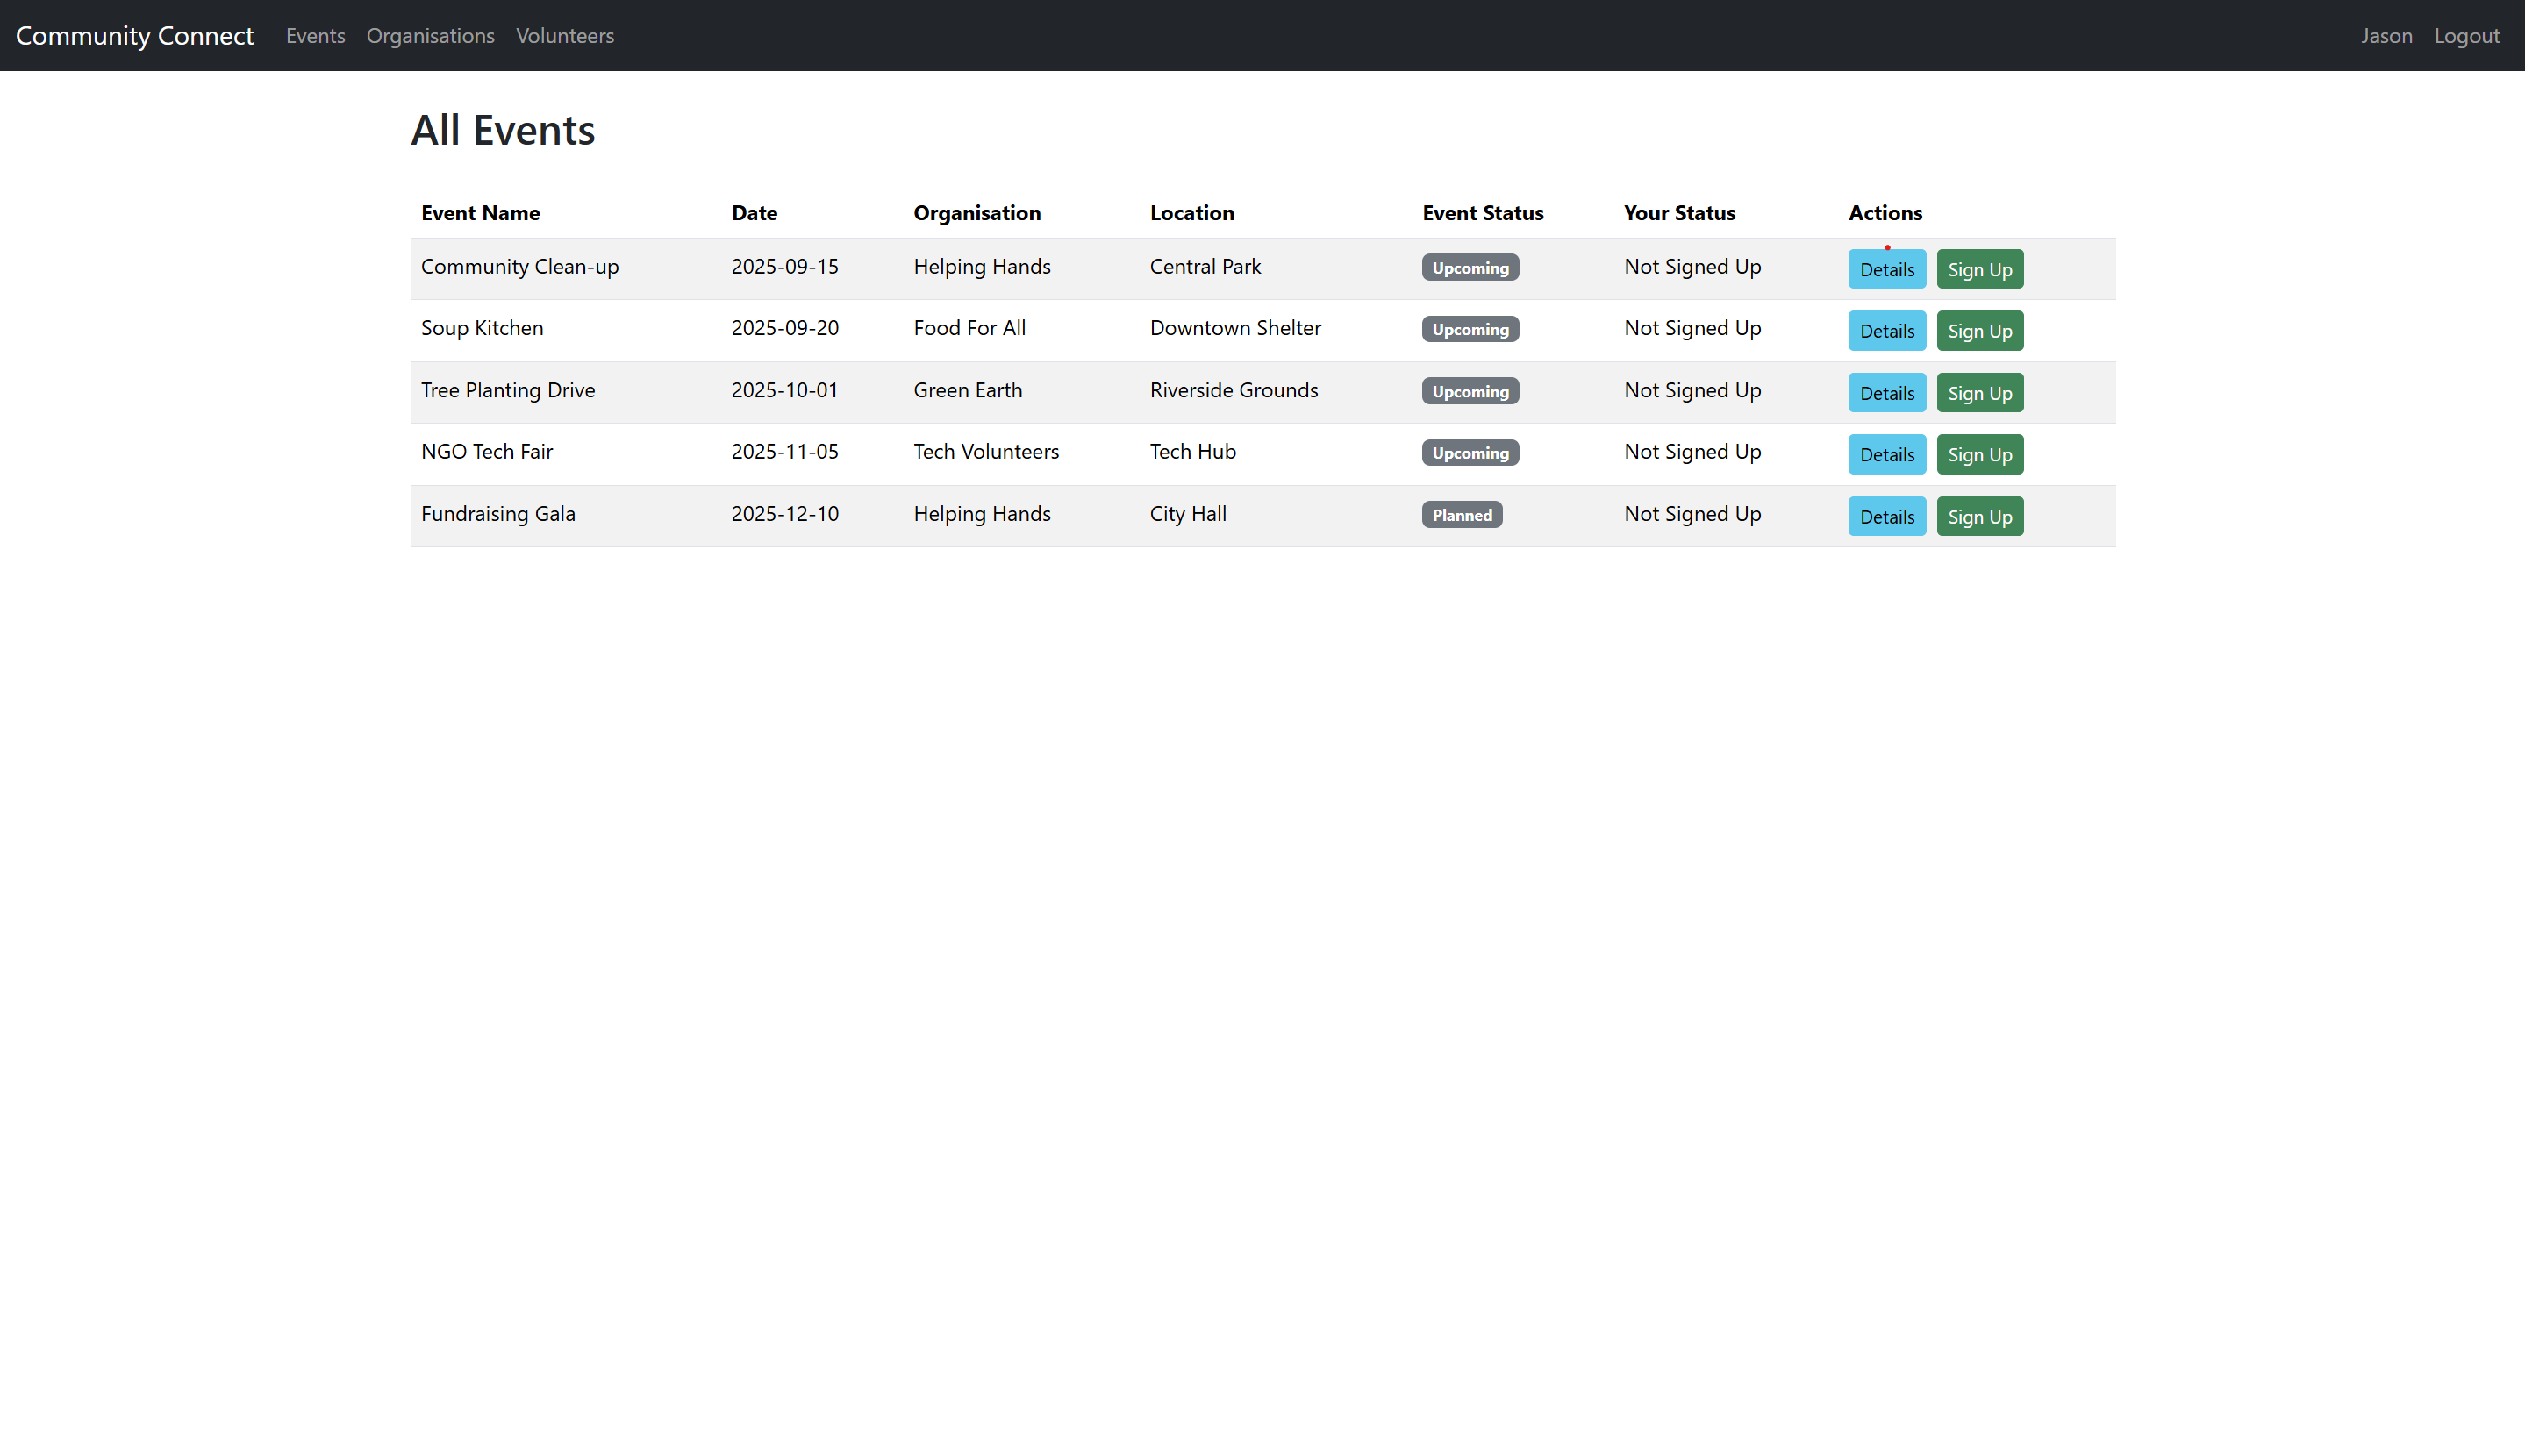 Community Connect Events Organisations Volunteers Jason Logout
All Events
Event Name Date Organisation Location Event Status Your Status Actions
Community Clean-up 2025-09-15 Helping Hands Central Park Upcoming Not Signed Up Details Sign Up
Soup Kitchen 2025-09-20 Food For All Downtown Shelter Upcoming Not Signed Up Details Sign Up
Tree Planting Drive 2025-10-01 Green Earth Riverside Grounds Upcoming Not Signed Up Details Sign Up
NGO Tech Fair 2025-11-05 Tech Volunteers Tech Hub Upcoming Not Signed Up Details Sign Up
Fundraising Gala 2025-12-10 Helping Hands City Hall Planned Not Signed Up Details Sign Up